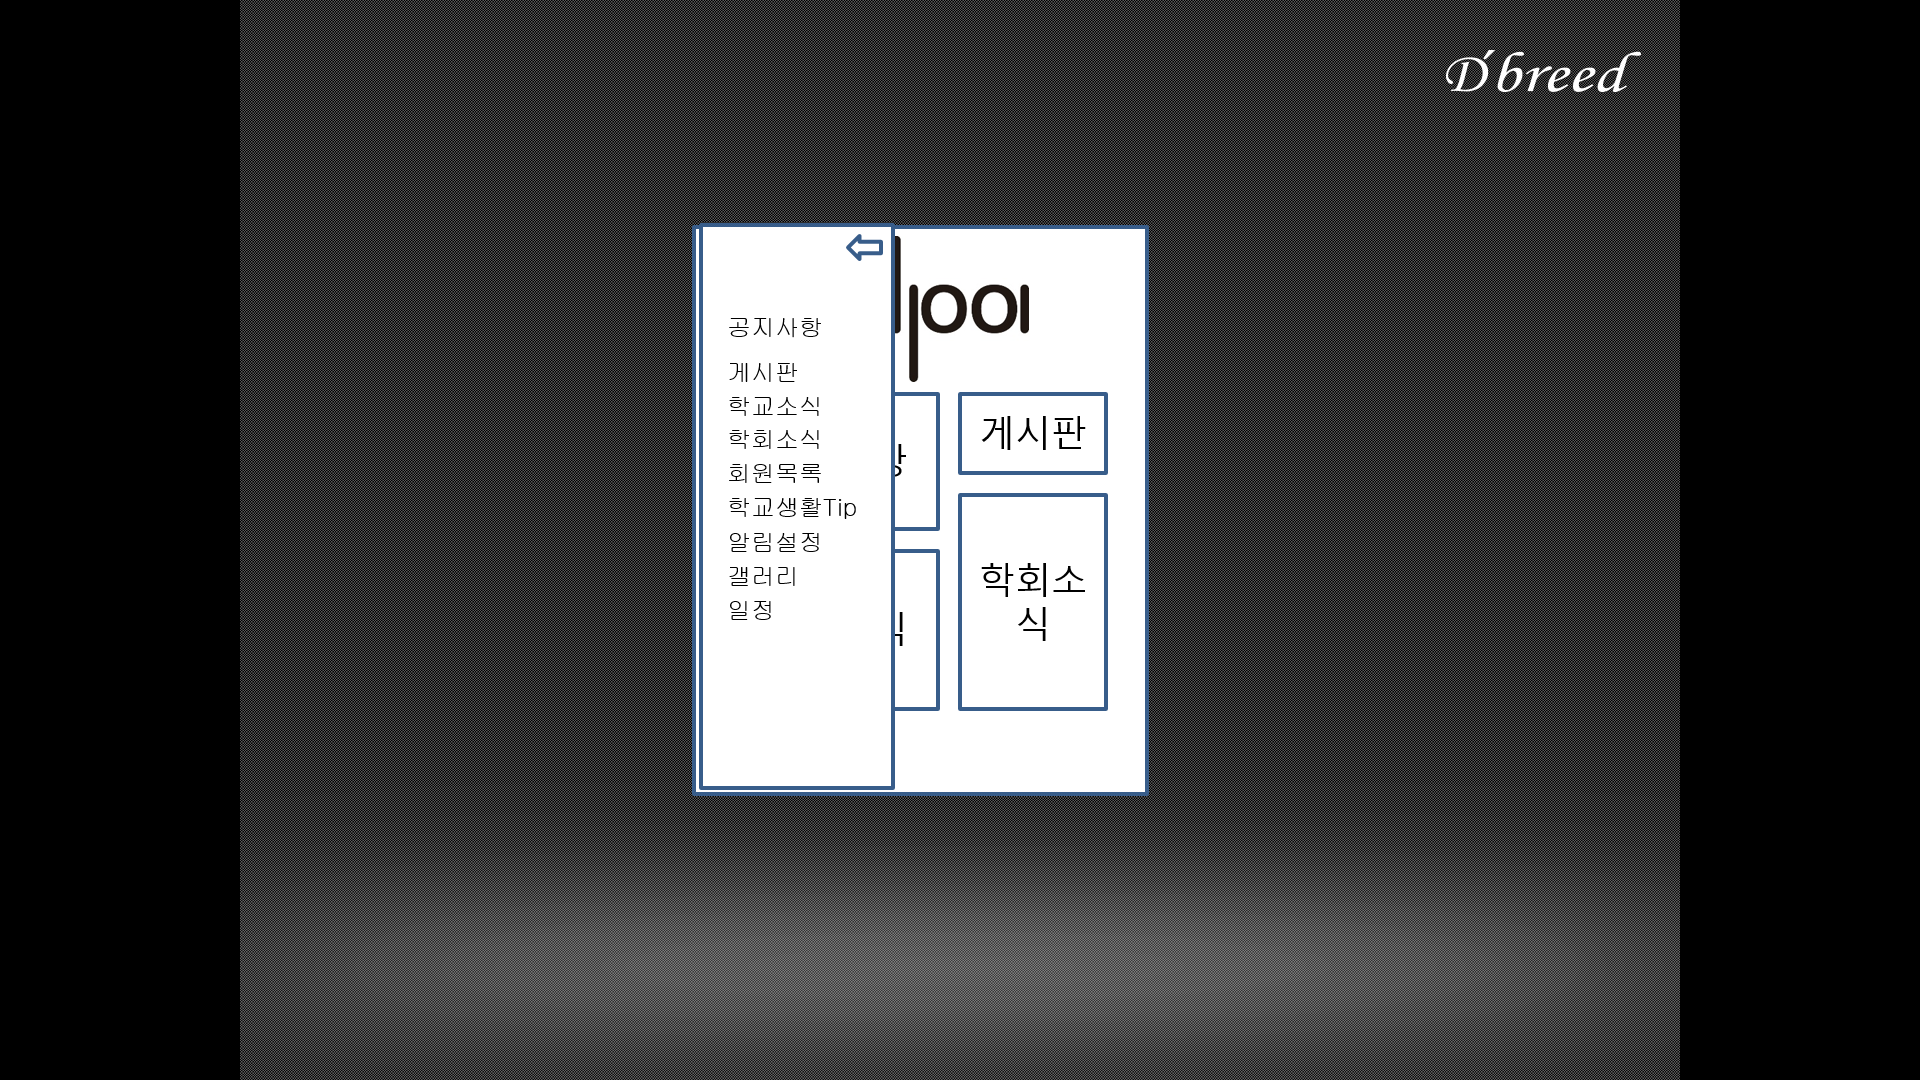 D'breed
공지사항
게시판
학교소식
학회소식
회원목록
학교생활Tip
알림설정
갤러리
일정
게시판
학회소
식